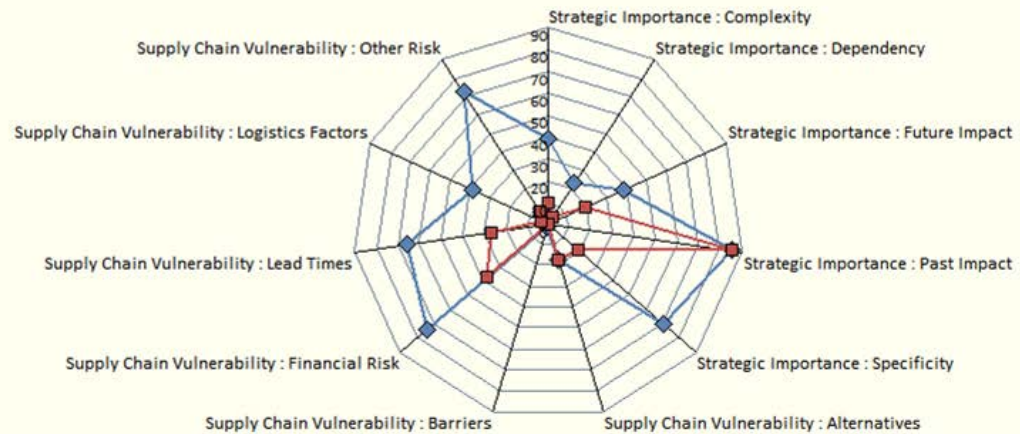 Strategic Importance : Complexity
Supply Chain Vulnerability : Other Risk
Strategic Importance : Dependency
90
80
70
60
50
40
30
20
Supply Chain Vulnerability : Logistics Factors
Strategic Importance : Future Impact
Supply Chain Vulnerability : Lead Times
Strategic Importance : Past Impact
Supply Chain Vulnerability : Financial Risk
Strategic Importance : Specificity
Supply Chain Vulnerability : Barriers
Supply Chain Vulnerability : Alternatives